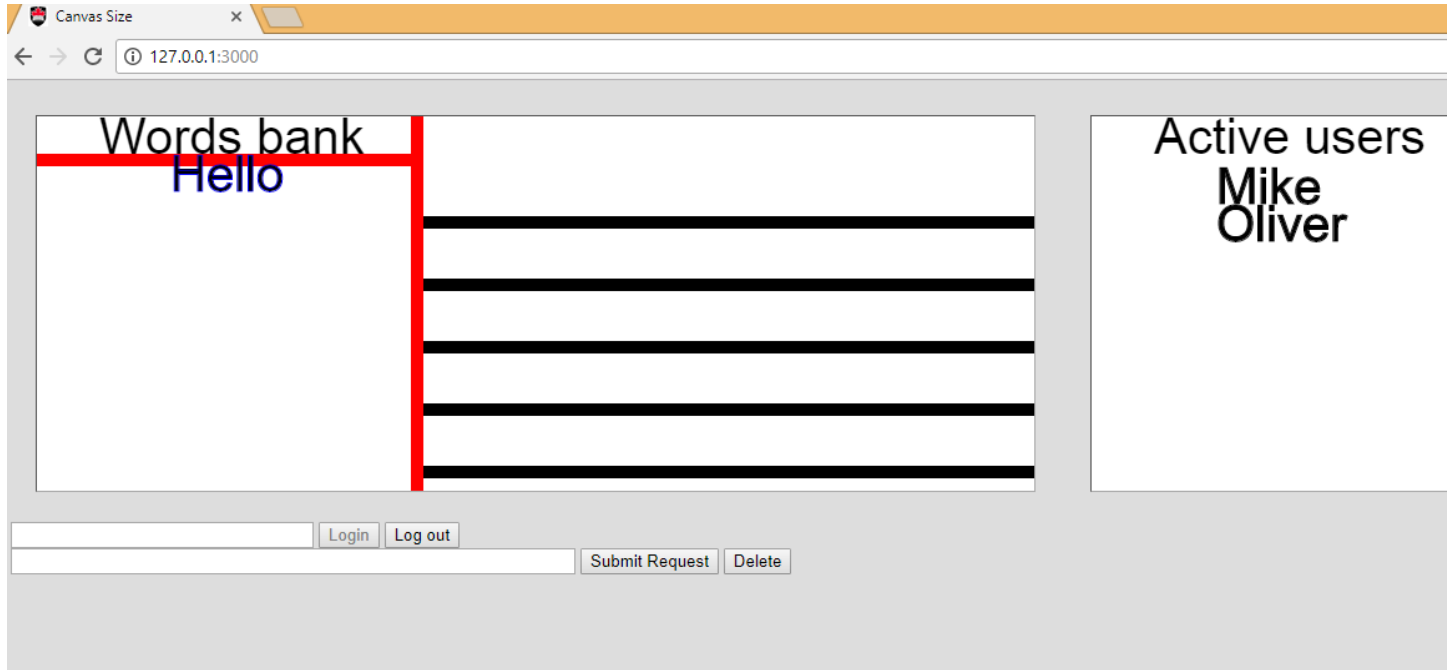 Canvas Size
127.0.0.1:3000
Words bank
Hello
Active users
Mike
Oliver
Login Log out
Submit Request Delete